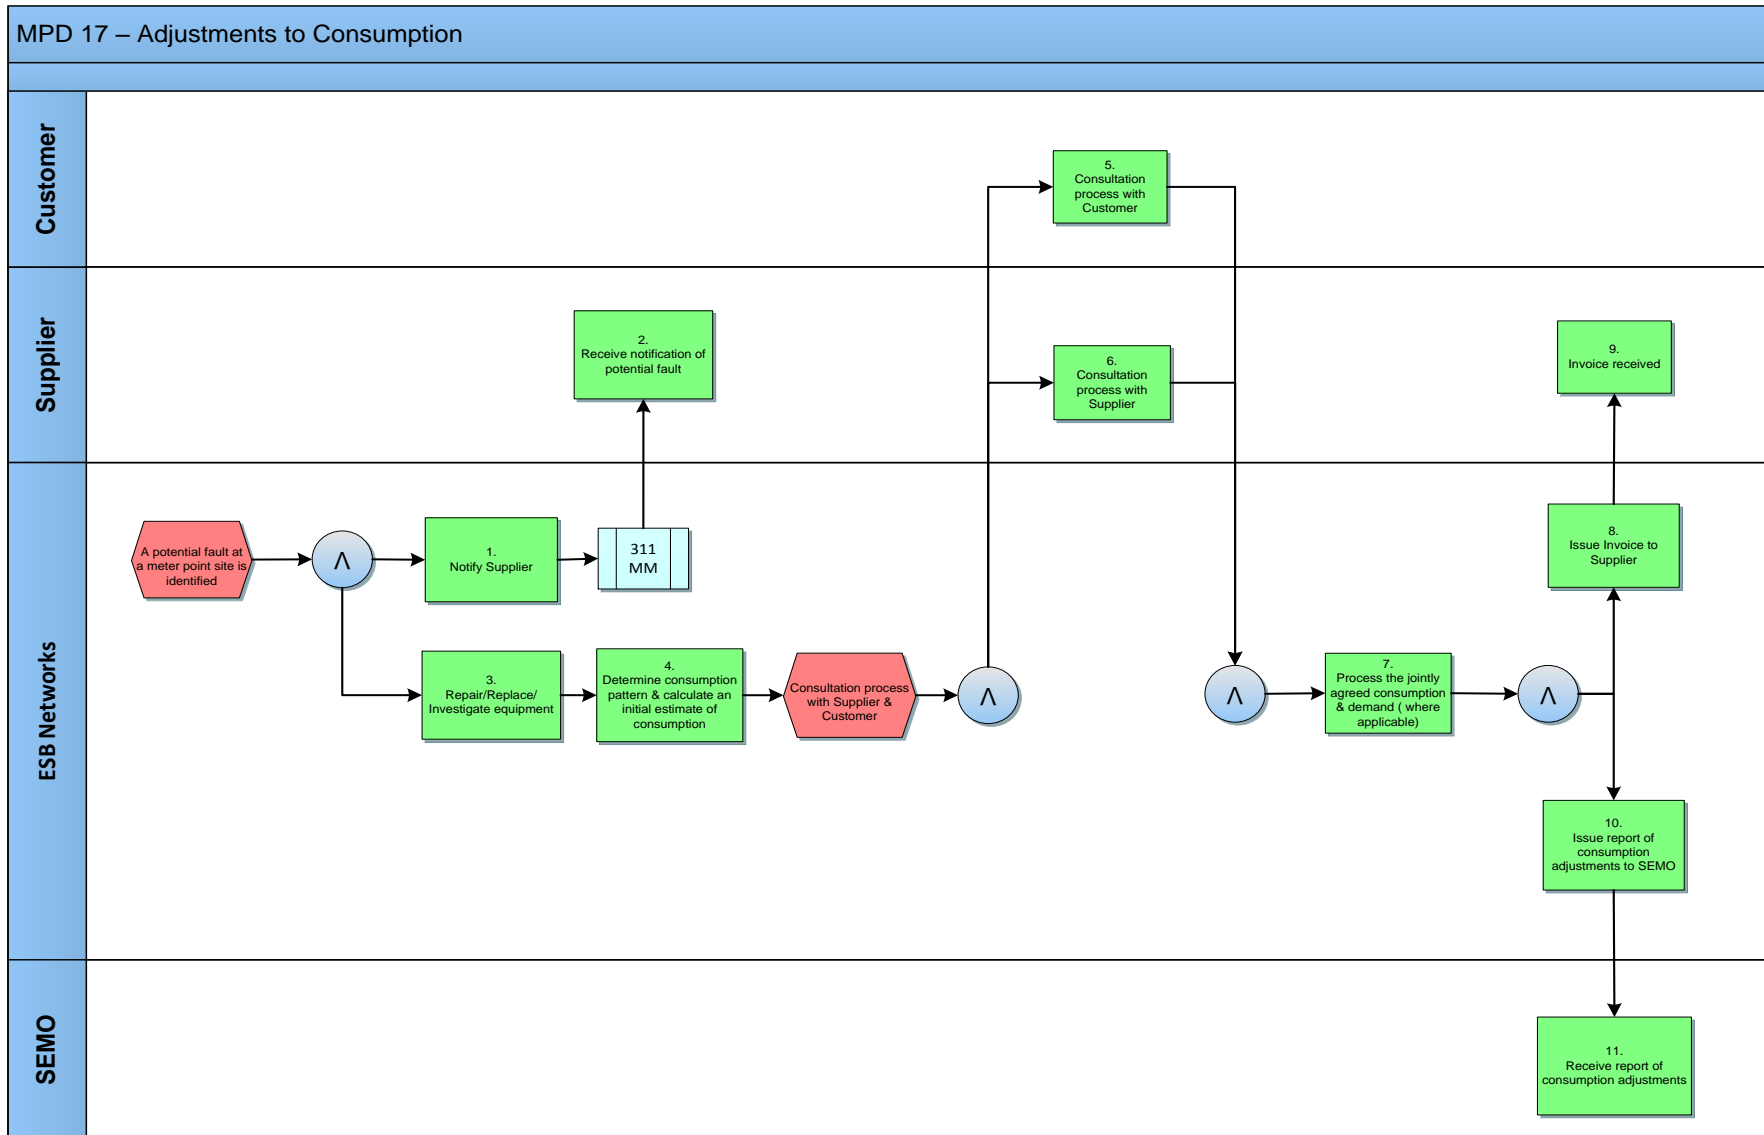 MPD 17 – Adjustments to Consumption
Customer
5.
Consultation
process with
Customer
Supplier
2.
Receive notification of
potential fault
6.
Consultation
process with
Supplier
9.
Invoice received
ESB Networks
A potential fault at
a meter point site is
identified
Λ
1.
Notify Supplier
311
MM
8.
Issue Invoice to
Supplier
3.
Repair/Replace/
Investigate equipment
4.
Determine consumption
pattern & calculate an
initial estimate of
consumption
Consultation process
with Supplier &
Customer
Λ
Λ
7.
Process the jointly
agreed consumption
& demand ( where
applicable)
Λ
10.
Issue report of
consumption
adjustments to SEMO
SEMO
11.
Receive report of
consumption adjustments